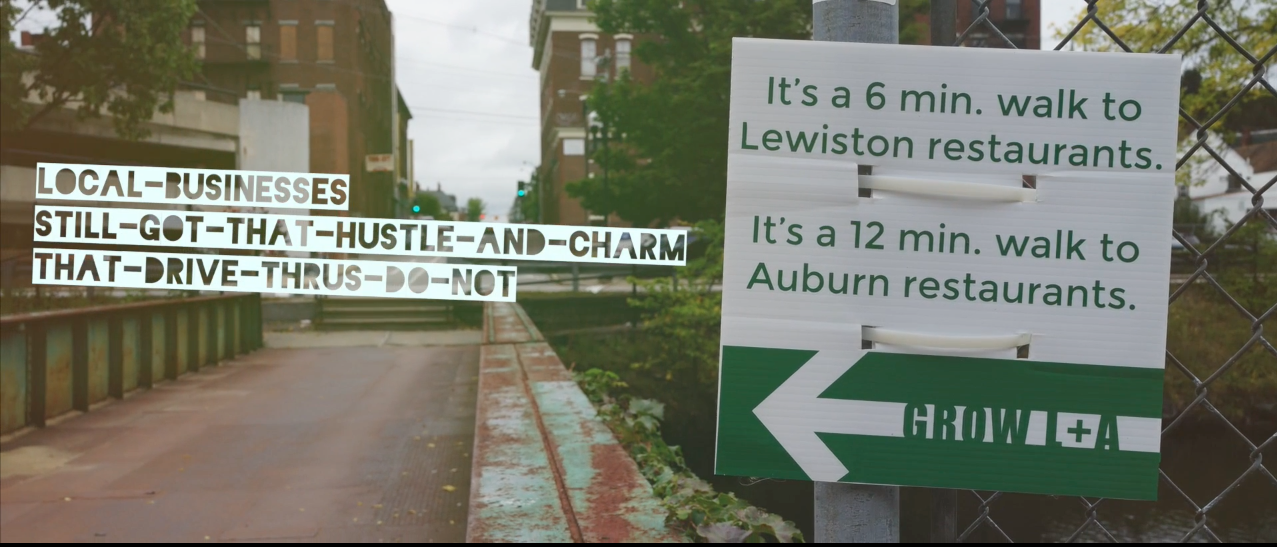 LOCAL-BUSINESSES
STILL-GOT-THAT-HUSTLE-AND-CHARM
THAT-DRIVE-THRUS-DO-NOT
It's a 6 min. walk to
Lewiston restaurants.
It's a 12 min. walk to
Auburn restaurants.
GROW L+A